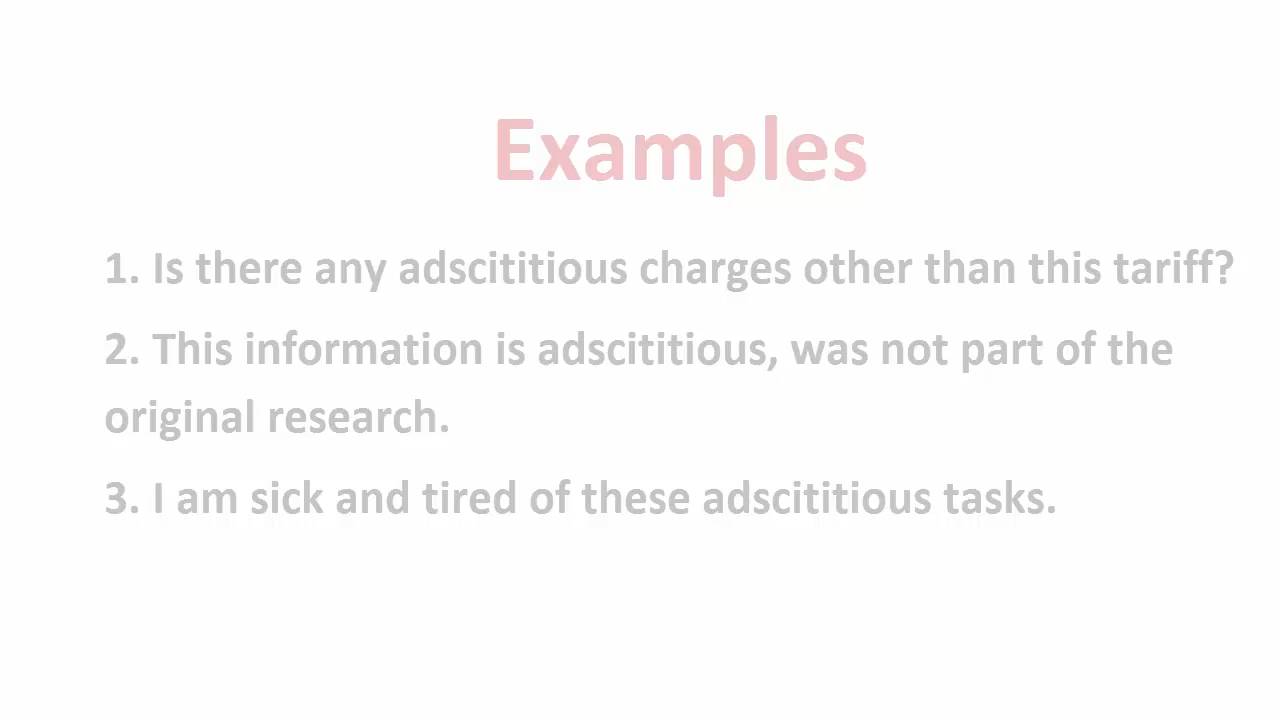 Examples
1. Is there any adscititious charges other than this tariff?
2. This information is adscititious, was not part of the
original research.
3. I am sick and tired of these adscititious tasks.